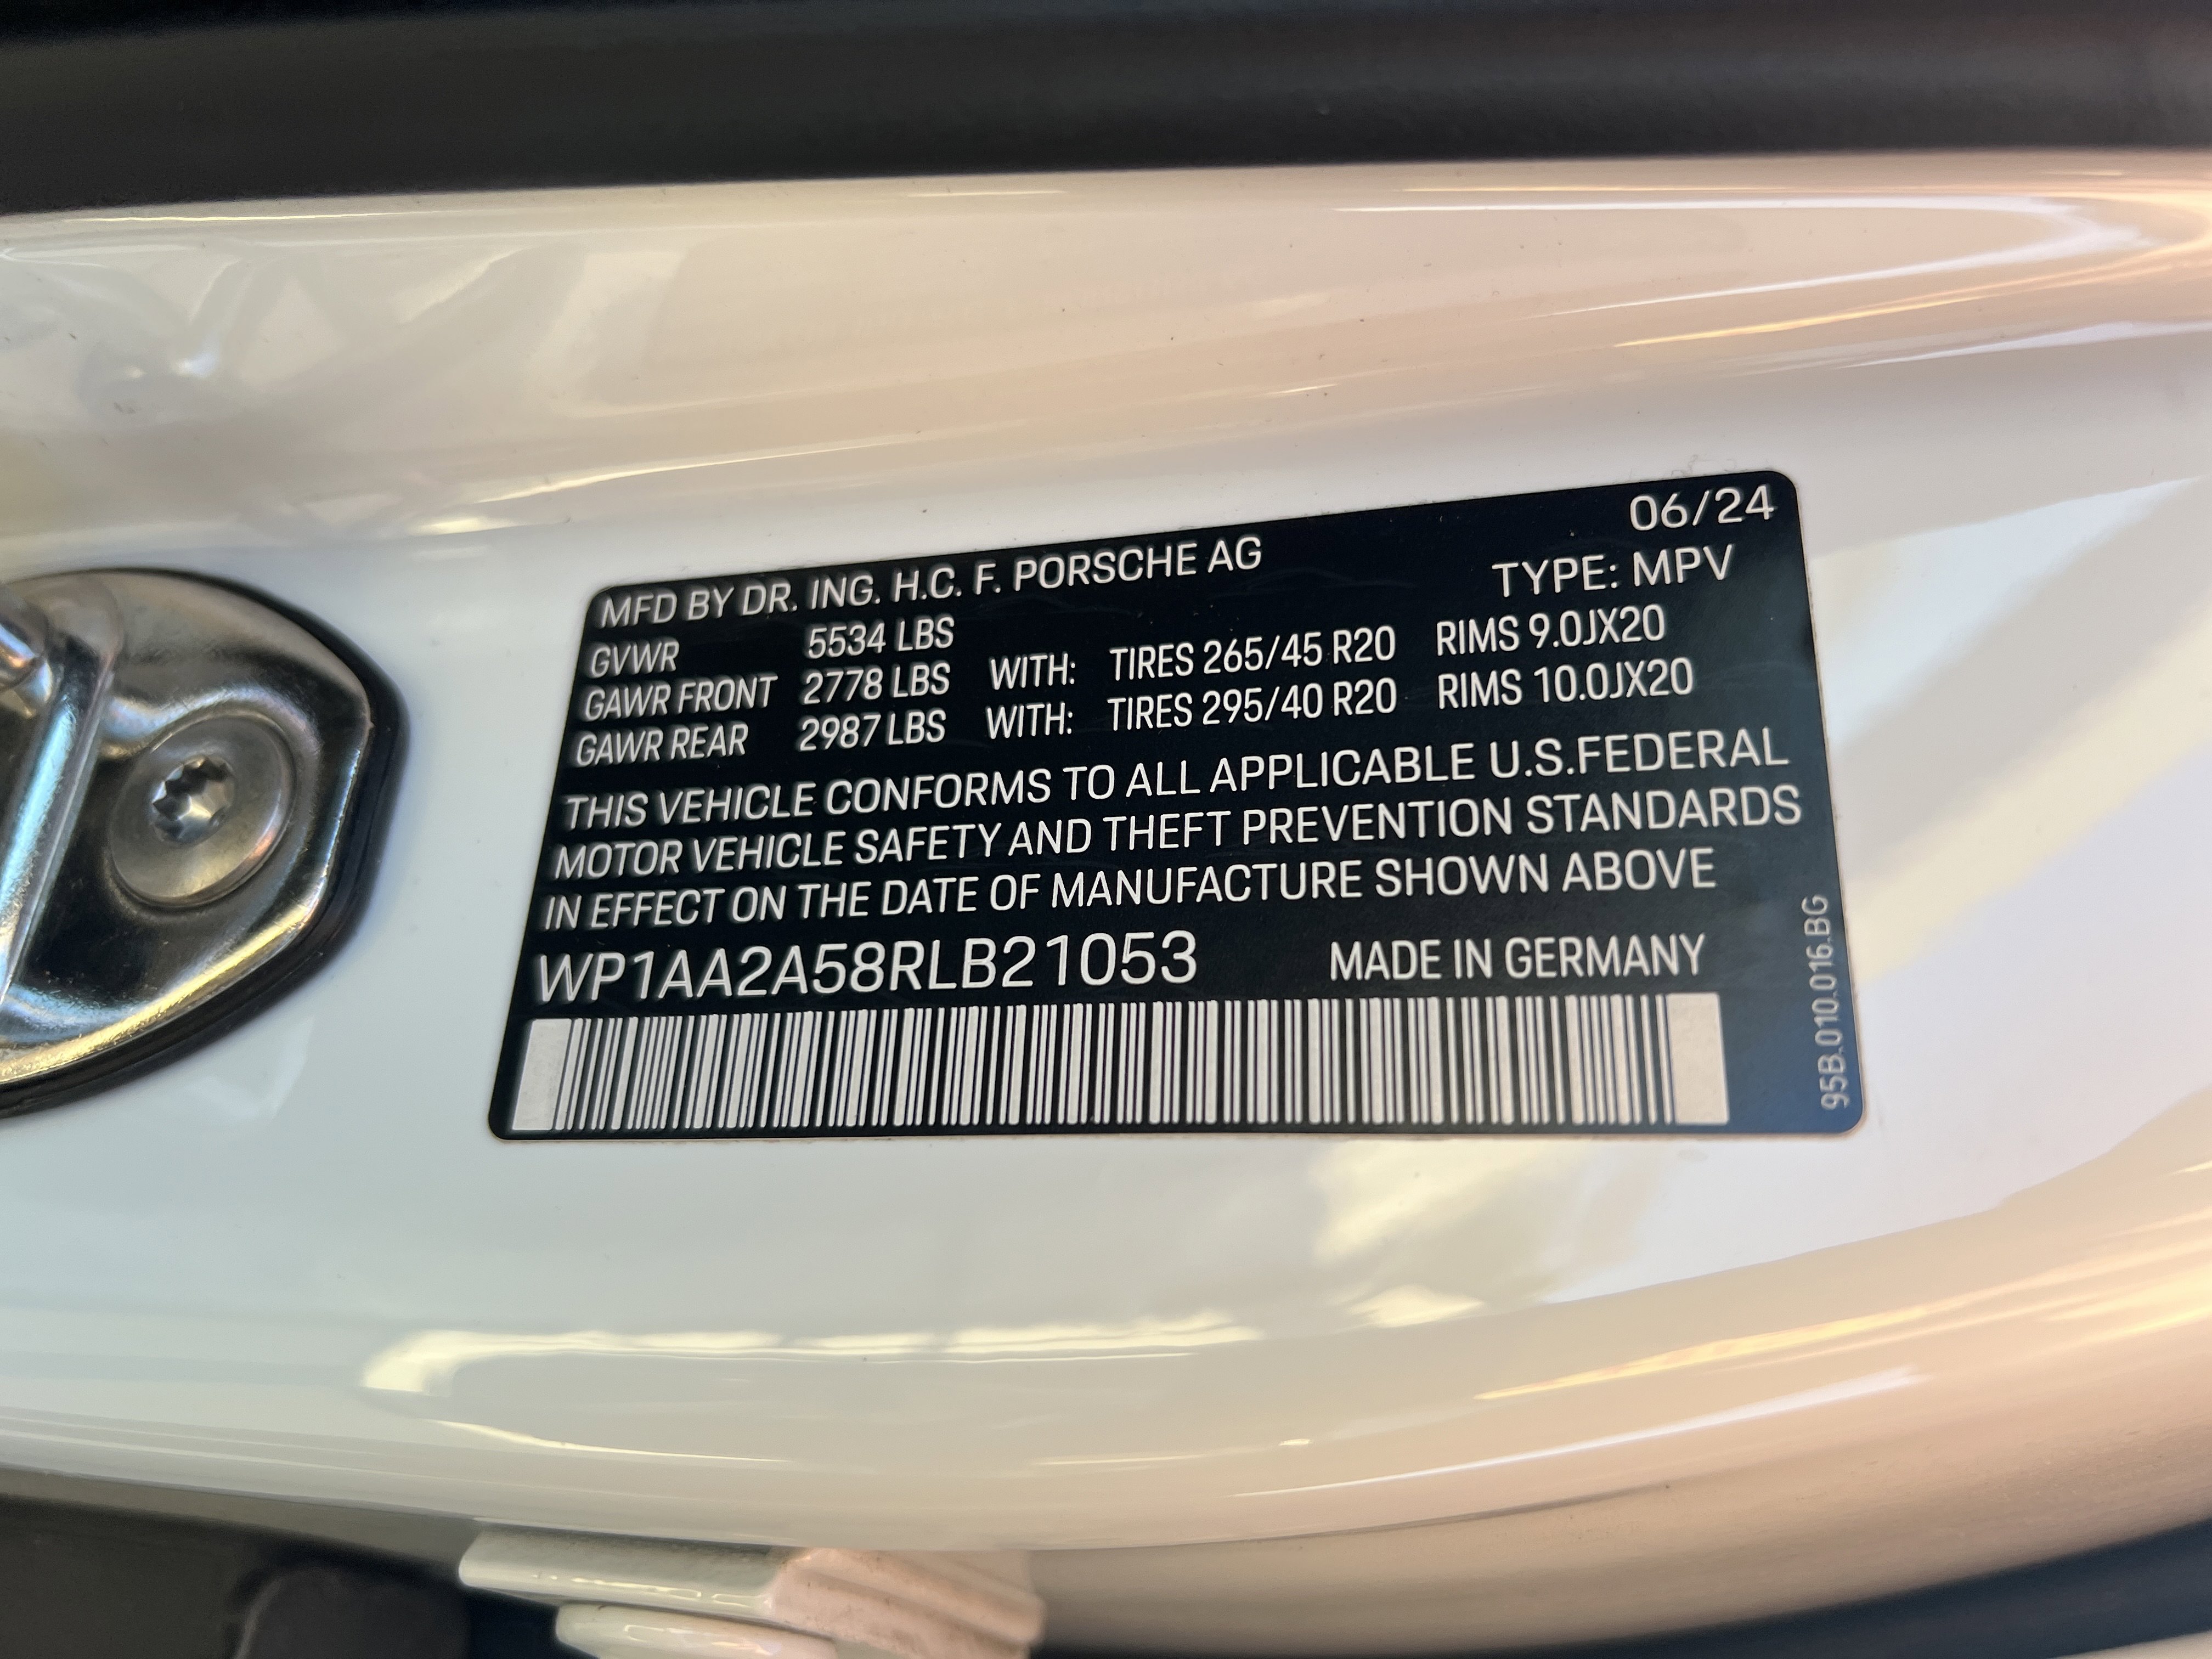 06/24
MFD BY DR. ING. H.C. F. PORSCHE AG
TYPE: MPV
GVWR 5534 LBS
GAWR FRONT 2778 LBS WITH: TIRES 265/45 R20 RIMS 9.0JX20
GAWR REAR 2987 LBS WITH: TIRES 295/40 R20 RIMS 10.0JX20
THIS VEHICLE CONFORMS TO ALL APPLICABLE U.S.FEDERAL
MOTOR VEHICLE SAFETY AND THEFT PREVENTION STANDARDS
IN EFFECT ON THE DATE OF MANUFACTURE SHOWN ABOVE
WP1AA2A58RLB21053 MADE IN GERMANY
95B.010.016.BG